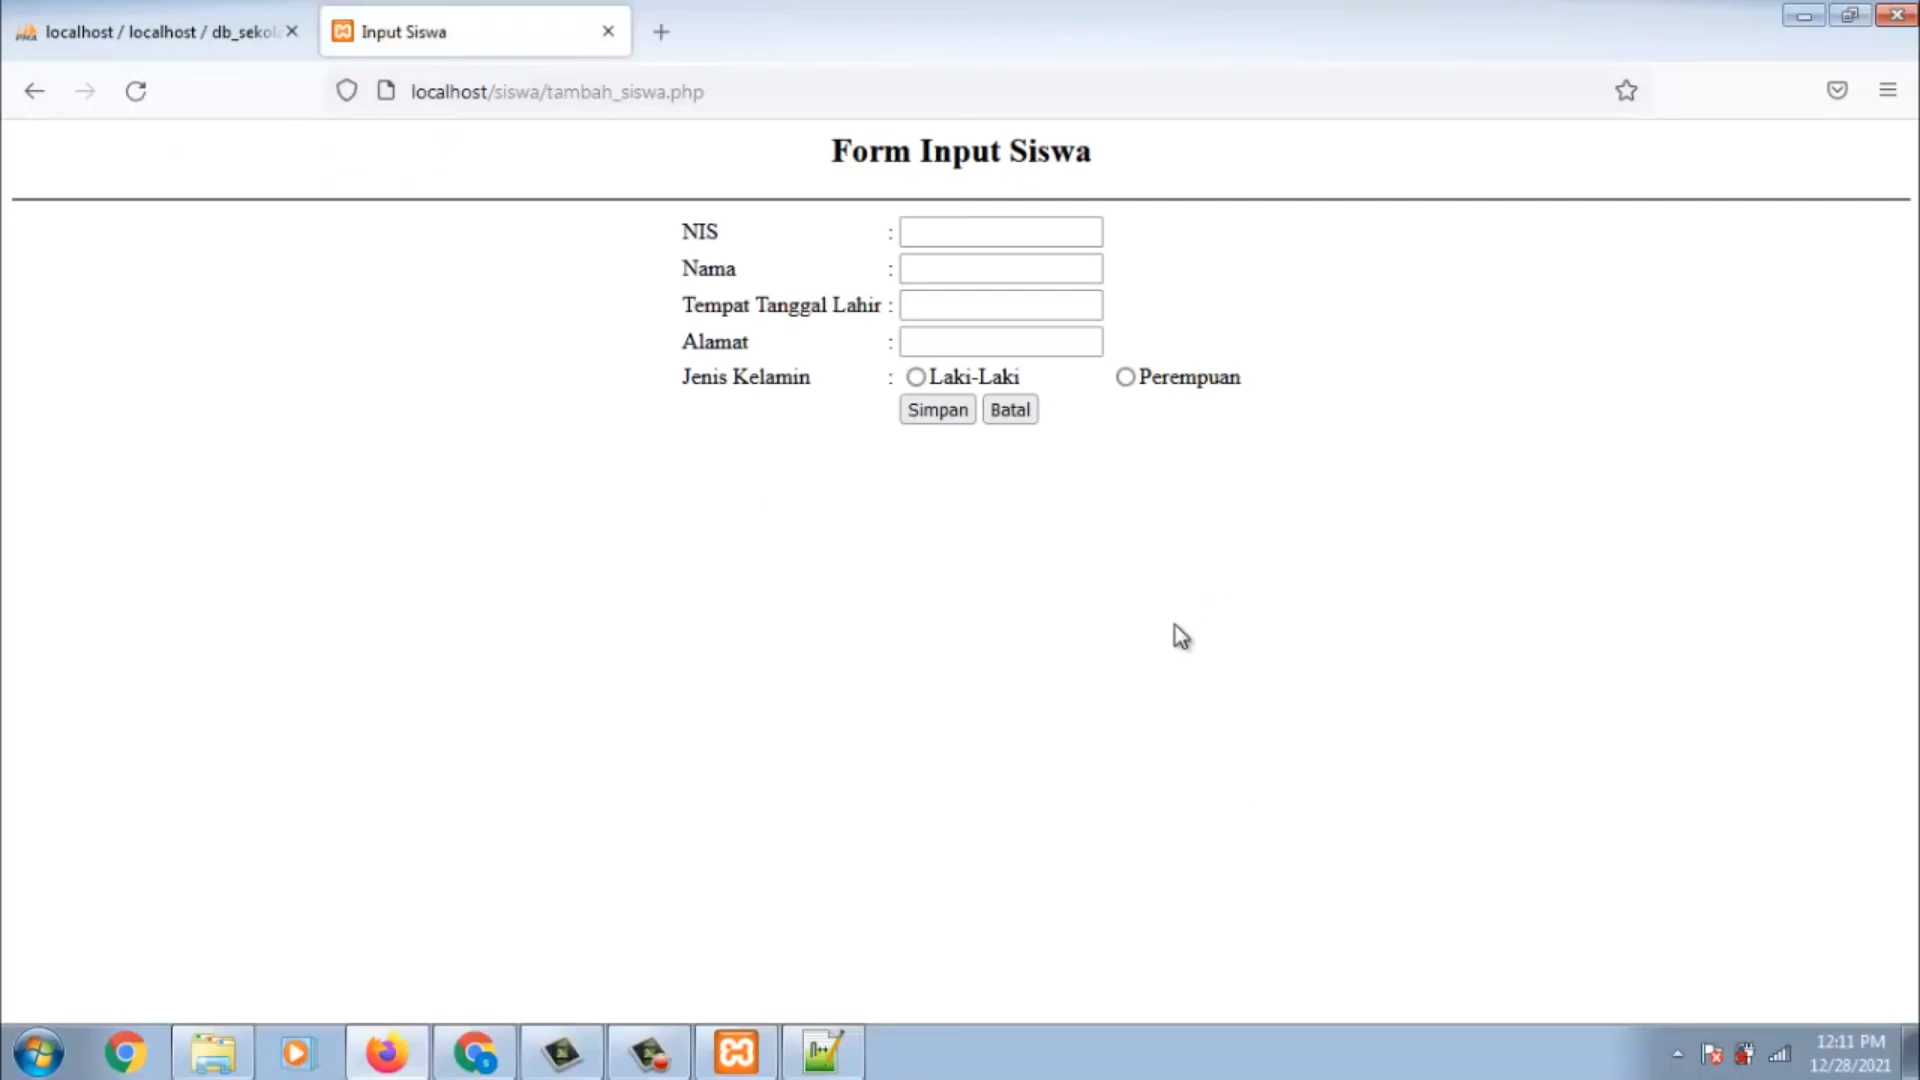 localhost / localhost / db_sekol
Input Siswa
localhost/siswa/tambah_siswa.php
Form Input Siswa
NIS :
Nama :
Tempat Tanggal Lahir :
Alamat :
Jenis Kelamin : Laki-Laki Perempuan
Simpan Batal
12:11 PM
12/28/2021